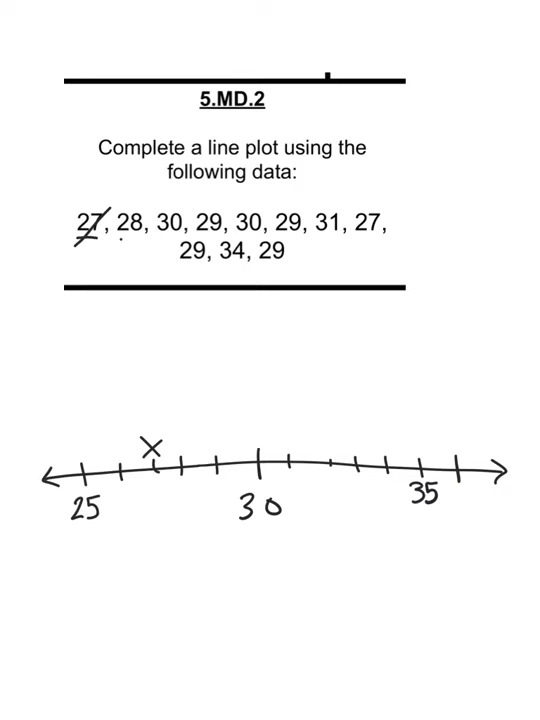 5.MD.2
Complete a line plot using the
following data:
27, 28, 30, 29, 30, 29, 31, 27,
29, 34, 29
X
25 30 35